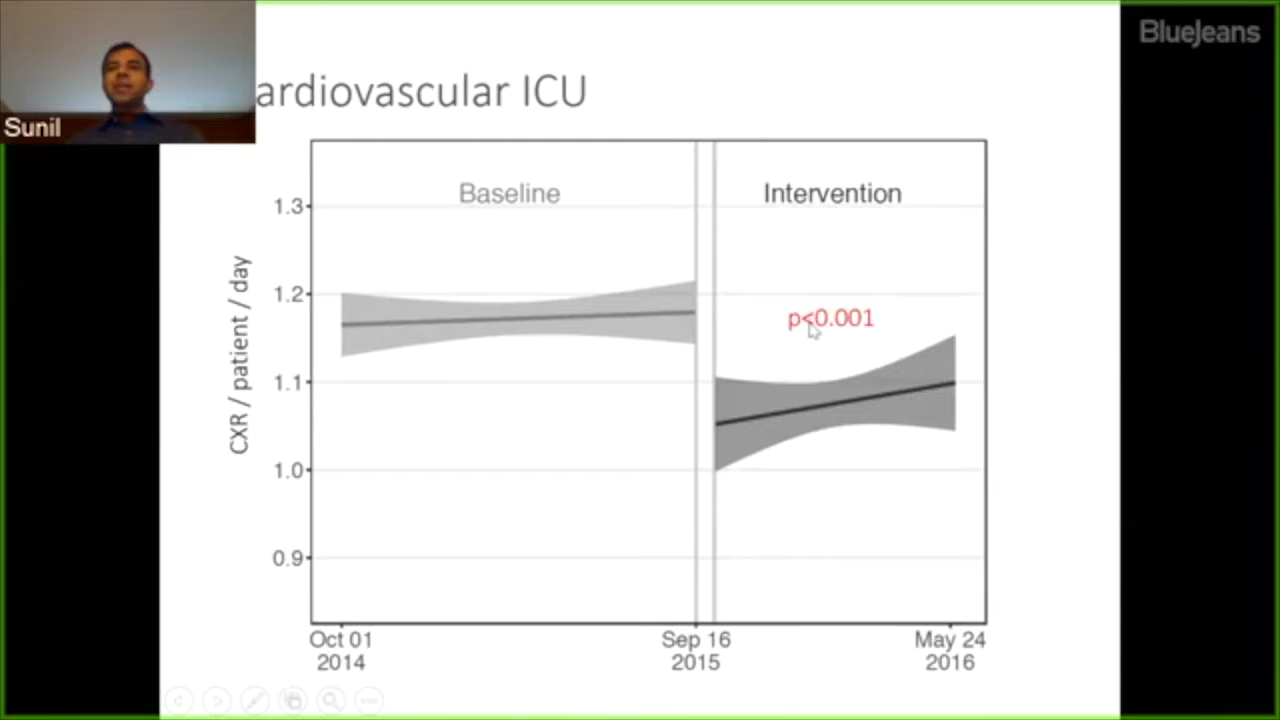 BlueJeans
Sunil
ardiovascular ICU
Baseline
Intervention
CXR / patient / day
1.3
1.2
1.1
1.0
0.9
p<0.001
Oct 01
2014
Sep 16
2015
May 24
2016